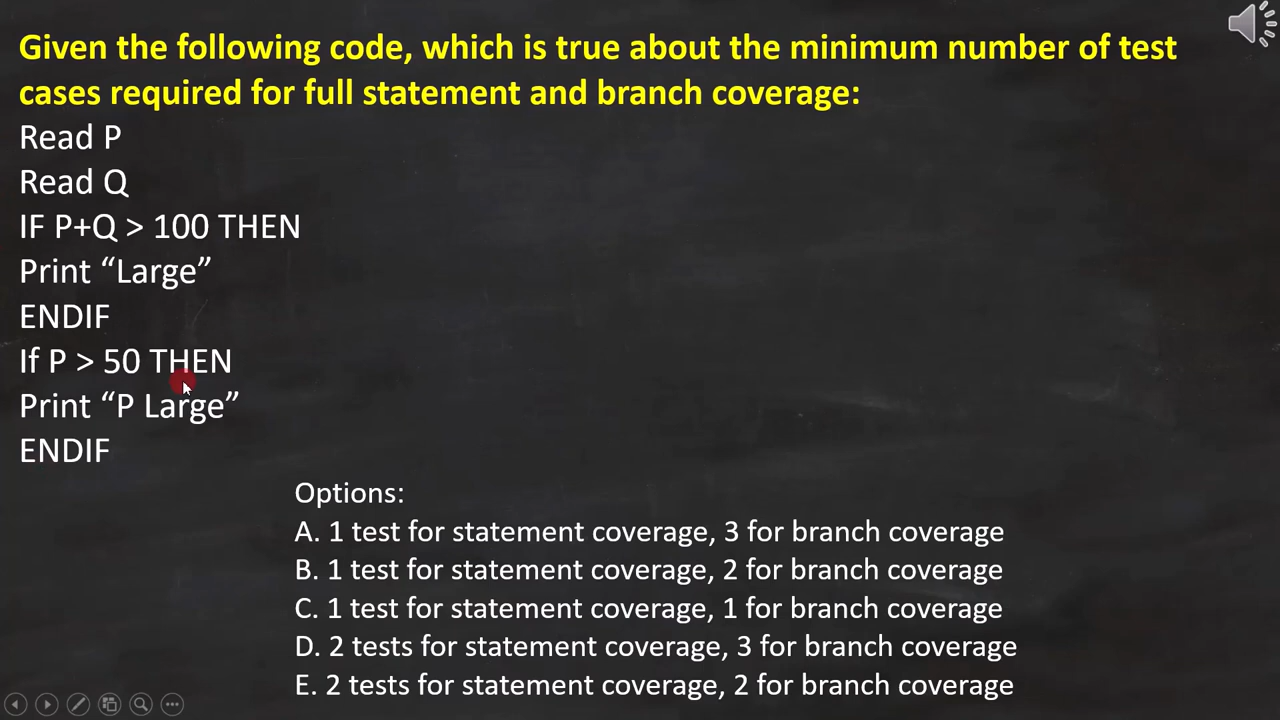 Given the following code, which is true about the minimum number of test
cases required for full statement and branch coverage:
Read P
Read Q
IF P+Q > 100 THEN
Print “Large”
ENDIF
If P > 50 THEN
Print “P Large”
ENDIF
Options:
A. 1 test for statement coverage, 3 for branch coverage
B. 1 test for statement coverage, 2 for branch coverage
C. 1 test for statement coverage, 1 for branch coverage
D. 2 tests for statement coverage, 3 for branch coverage
E. 2 tests for statement coverage, 2 for branch coverage